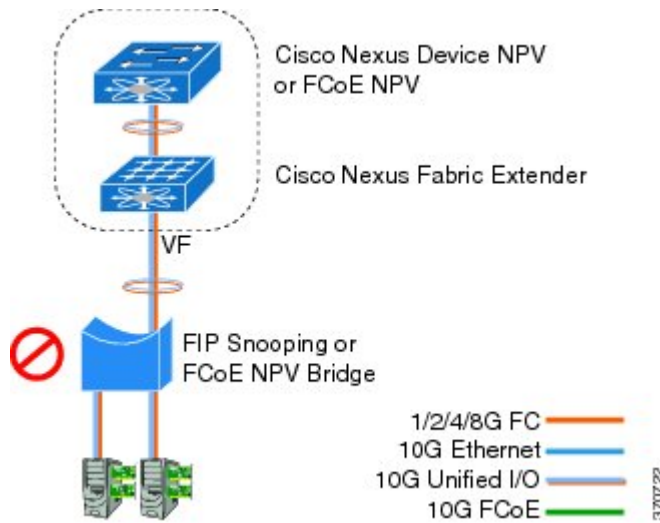 Cisco Nexus Device NPV
or FCoE NPV
Cisco Nexus Fabric Extender
VF
FIP Snooping or
FCoE NPV Bridge
1/2/4/8G FC
10G Ethernet
10G Unified I/O
10G FCoE
370722